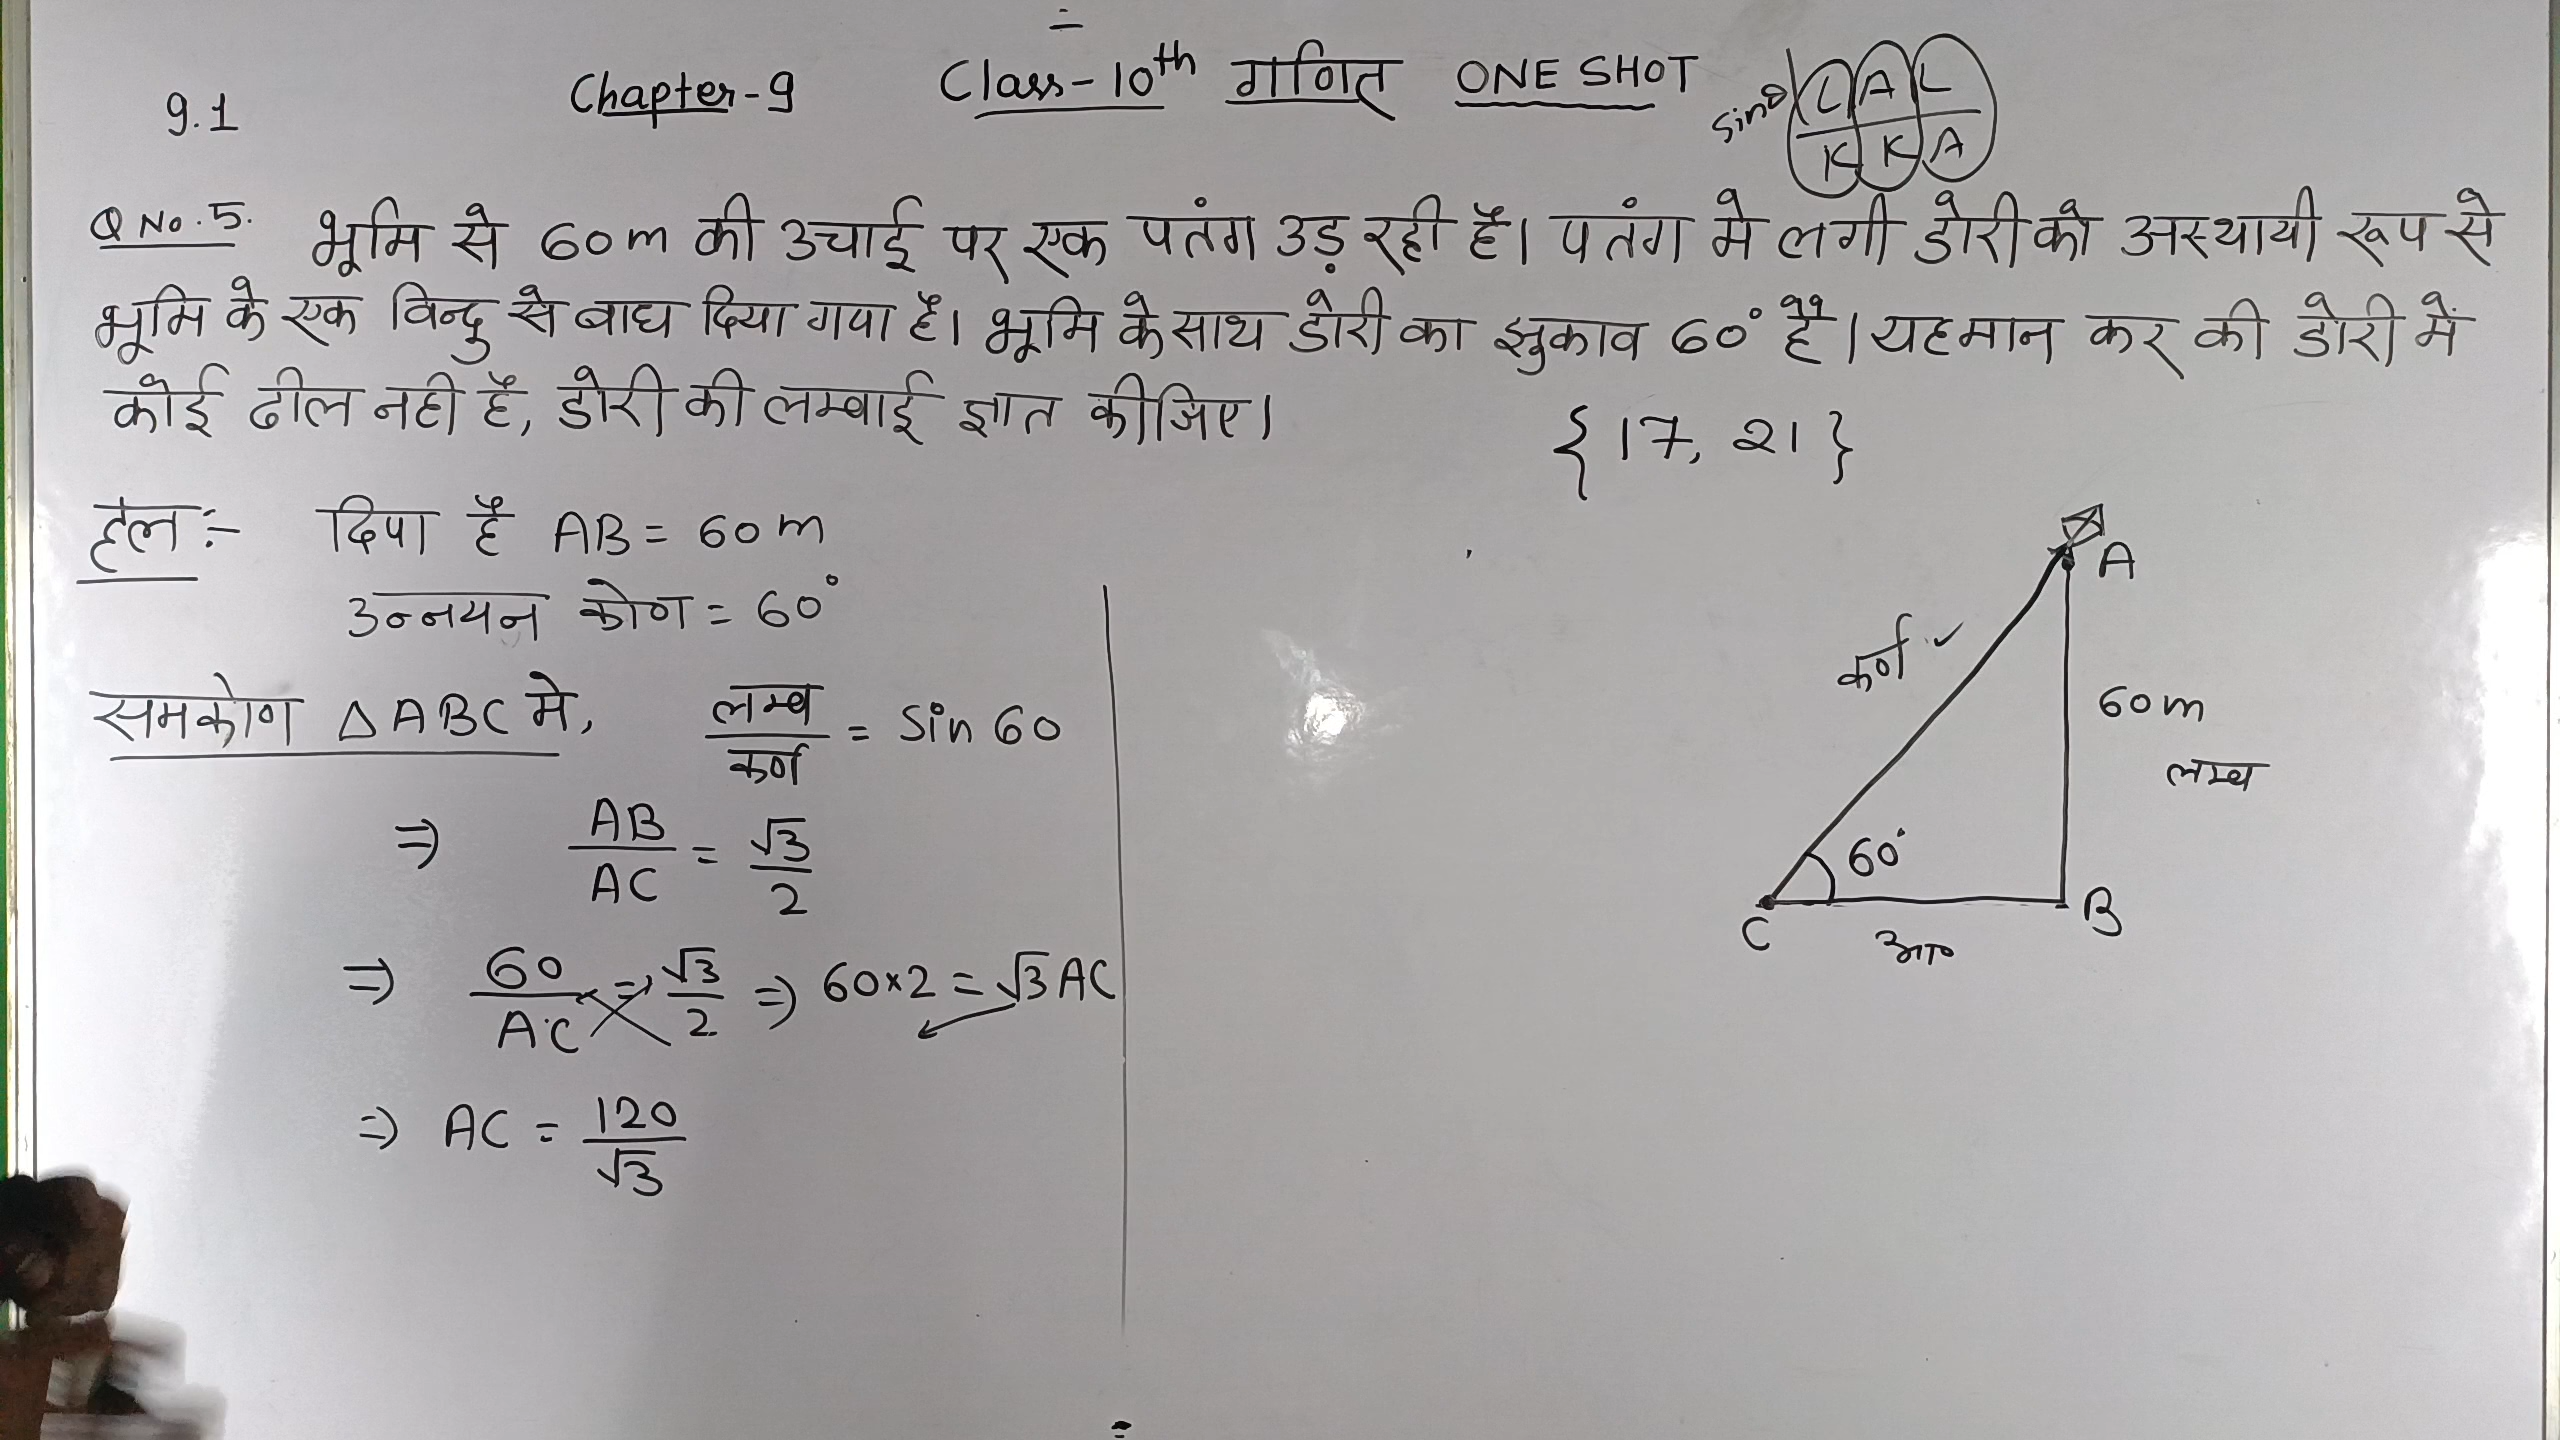 9.1 Chapter-9 Class-10th गणित ONE SHOT
sinθ L A L
K K A
Q No. 5. भूमि से 60m की उचाई पर एक पतंग उड़ रही है। पतंग मे लगी डोरी को अस्थायी रूप से
भूमि के एक विन्दु से बाघ दिया गया है। भूमि के साथ डोरी का झुकाव 60° है। यह मान कर की डोरी में
कोई ढील नही है, डोरी की लम्वाई ज्ञात कीजिए।
{17, 21}
हल :- दिया है AB = 60m
उन्नयन कोण = 60°
समकोण △ABC मे, लम्ब/कर्ण = Sin 60
⇒ AB/AC = √3/2
⇒ 60/AC = √3/2 ⇒ 60×2 = √3 AC
⇒ AC = 120/√3
A
कर्ण ✓
60m
लम्ब
60°
C B
आ०